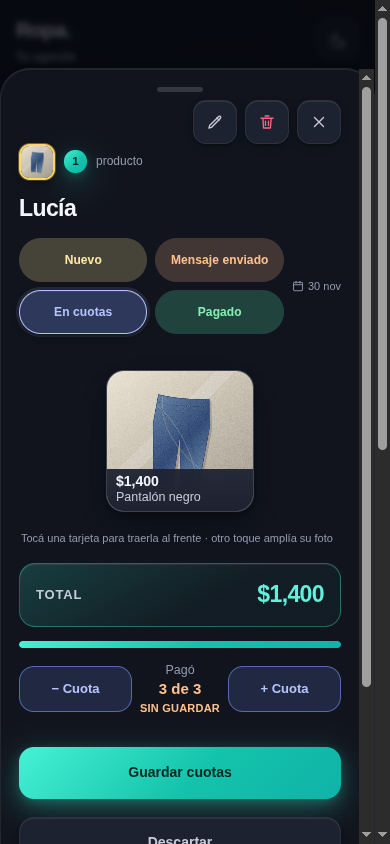 Ropa.
1 producto
Lucía
Nuevo
Mensaje enviado
En cuotas
Pagado
30 nov
$1,400
Pantalón negro
Tocá una tarjeta para traerla al frente · otro toque amplía su foto
TOTAL
$1,400
− Cuota
Pagó
3 de 3
SIN GUARDAR
+ Cuota
Guardar cuotas
Descartar